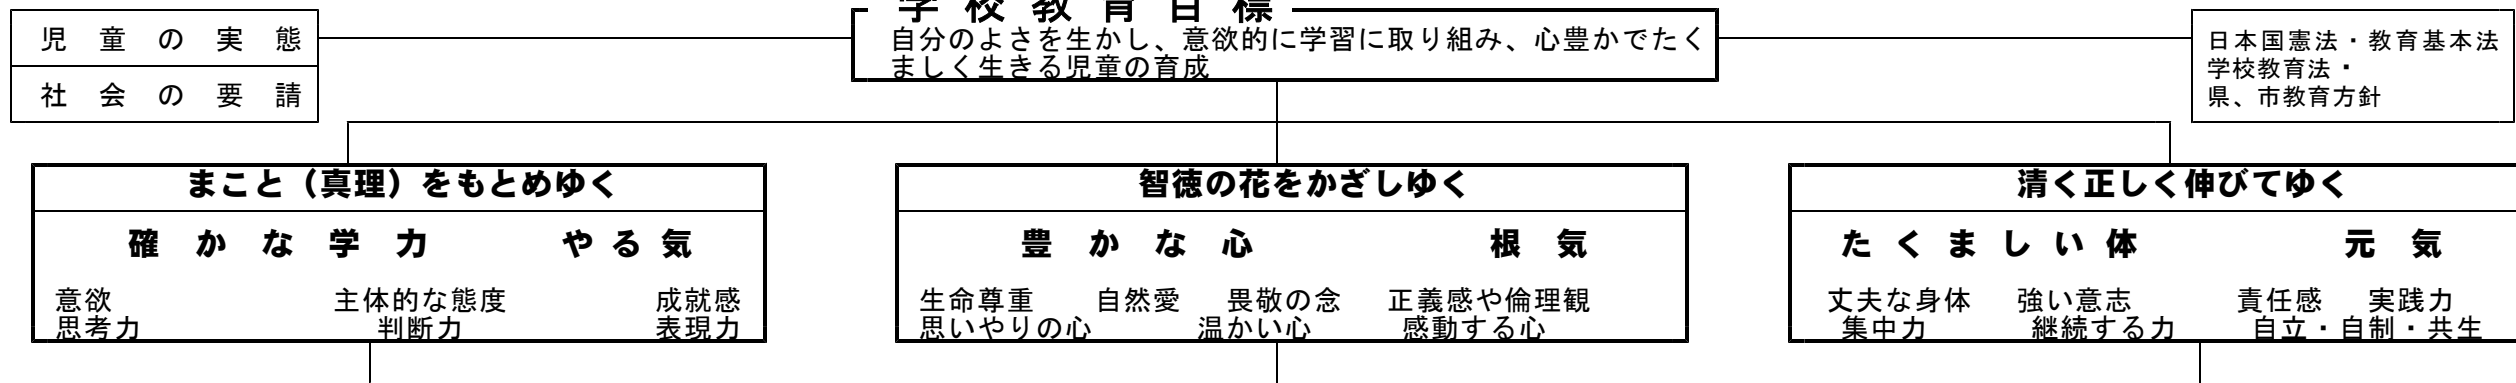 学校教育目標
児童の実態
社会の要請
自分のよさを生かし、意欲的に学習に取り組み、心豊かでたく
ましく生きる児童の育成
日本国憲法・教育基本法
学校教育法・
県、市教育方針
まこと（真理）をもとめゆく
確かな学力 やる気
意欲 主体的な態度 成就感
思考力 判断力 表現力
智徳の花をかざしゆく
豊かな心 根気
生命尊重 自然愛 畏敬の念 正義感や倫理観
思いやりの心 温かい心 感動する心
清く正しく伸びてゆく
たくましい体 元気
丈夫な身体 強い意志 責任感 実践力
集中力 継続する力 自立・自制・共生